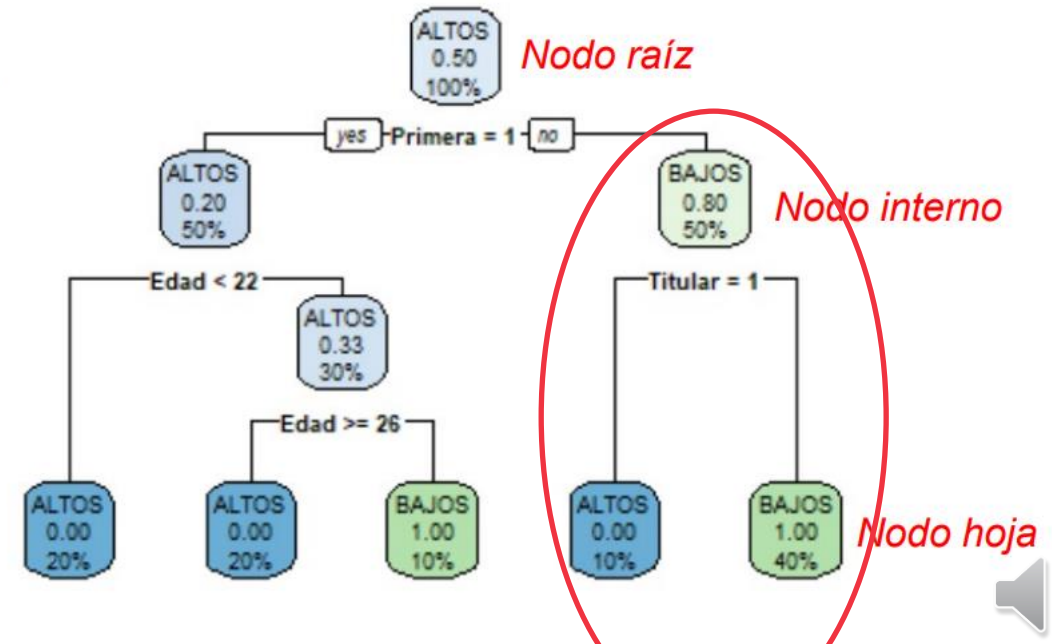 ALTOS
0.50
100%
Nodo raíz
yes Primera = 1 no
ALTOS
0.20
50%
BAJOS
0.80
50%
Nodo interno
Edad < 22
Titular = 1
ALTOS
0.33
30%
Edad >= 26
ALTOS
0.00
20%
ALTOS
0.00
20%
BAJOS
1.00
10%
ALTOS
0.00
10%
BAJOS
1.00
40%
Nodo hoja